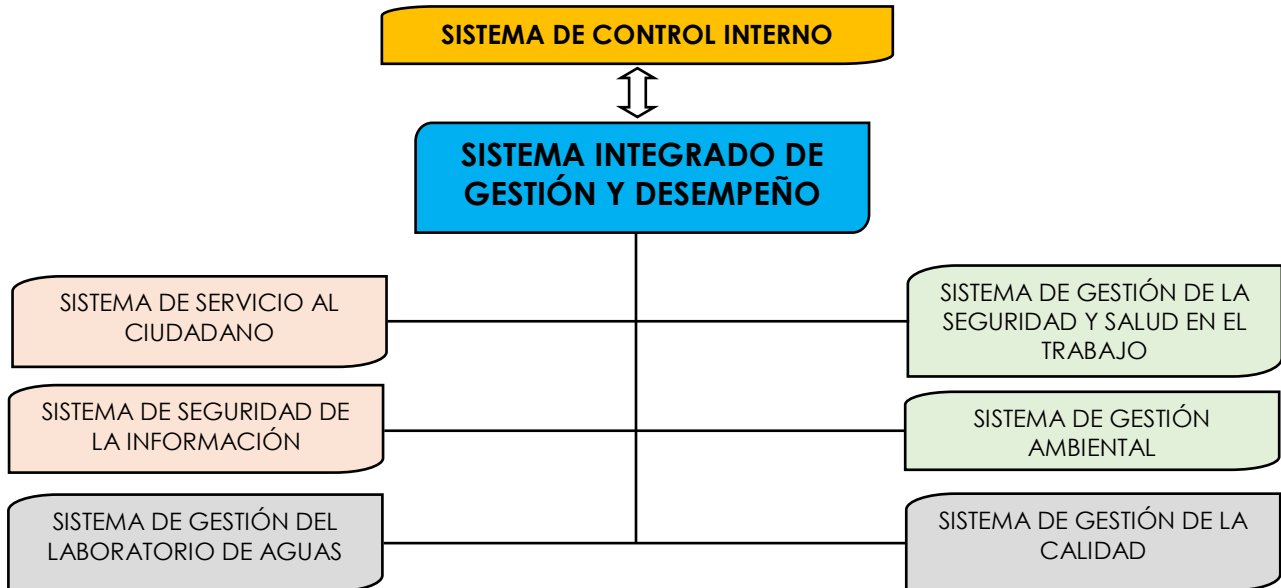 SISTEMA DE CONTROL INTERNO
SISTEMA INTEGRADO DE
GESTIÓN Y DESEMPEÑO
SISTEMA DE SERVICIO AL
CIUDADANO
SISTEMA DE GESTIÓN DE LA
SEGURIDAD Y SALUD EN EL
TRABAJO
SISTEMA DE SEGURIDAD DE
LA INFORMACIÓN
SISTEMA DE GESTIÓN
AMBIENTAL
SISTEMA DE GESTIÓN DEL
LABORATORIO DE AGUAS
SISTEMA DE GESTIÓN DE LA
CALIDAD